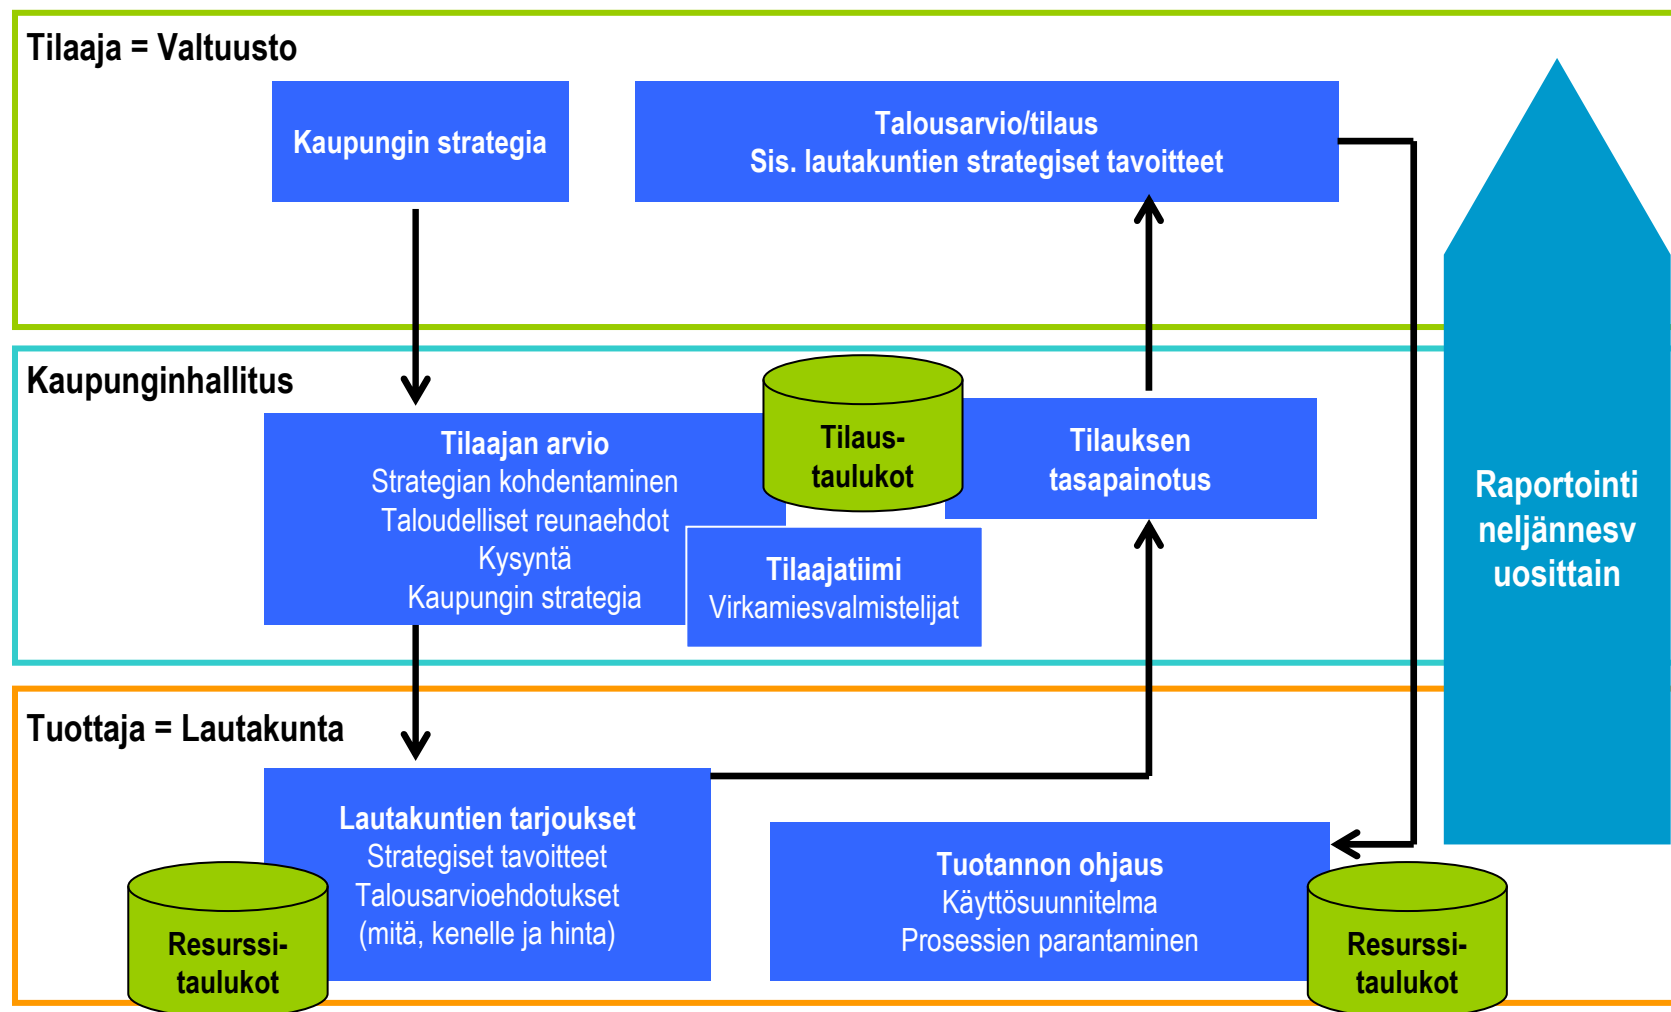 Tilaaja = Valtuusto
Kaupungin strategia
Talousarvio/tilaus
Sis. lautakuntien strategiset tavoitteet
Kaupunginhallitus
Tilaajan arvio
Strategian kohdentaminen
Taloudelliset reunaehdot
Kysyntä
Kaupungin strategia
Tilaus-
taulukot
Tilauksen
tasapainotus
Tilaajatiimi
Virkamiesvalmistelijat
Raportointi
neljännesv
uosittain
Tuottaja = Lautakunta
Lautakuntien tarjoukset
Strategiset tavoitteet
Talousarvioehdotukset
(mitä, kenelle ja hinta)
Resurssi-
taulukot
Tuotannon ohjaus
Käyttösuunnitelma
Prosessien parantaminen
Resurssi-
taulukot